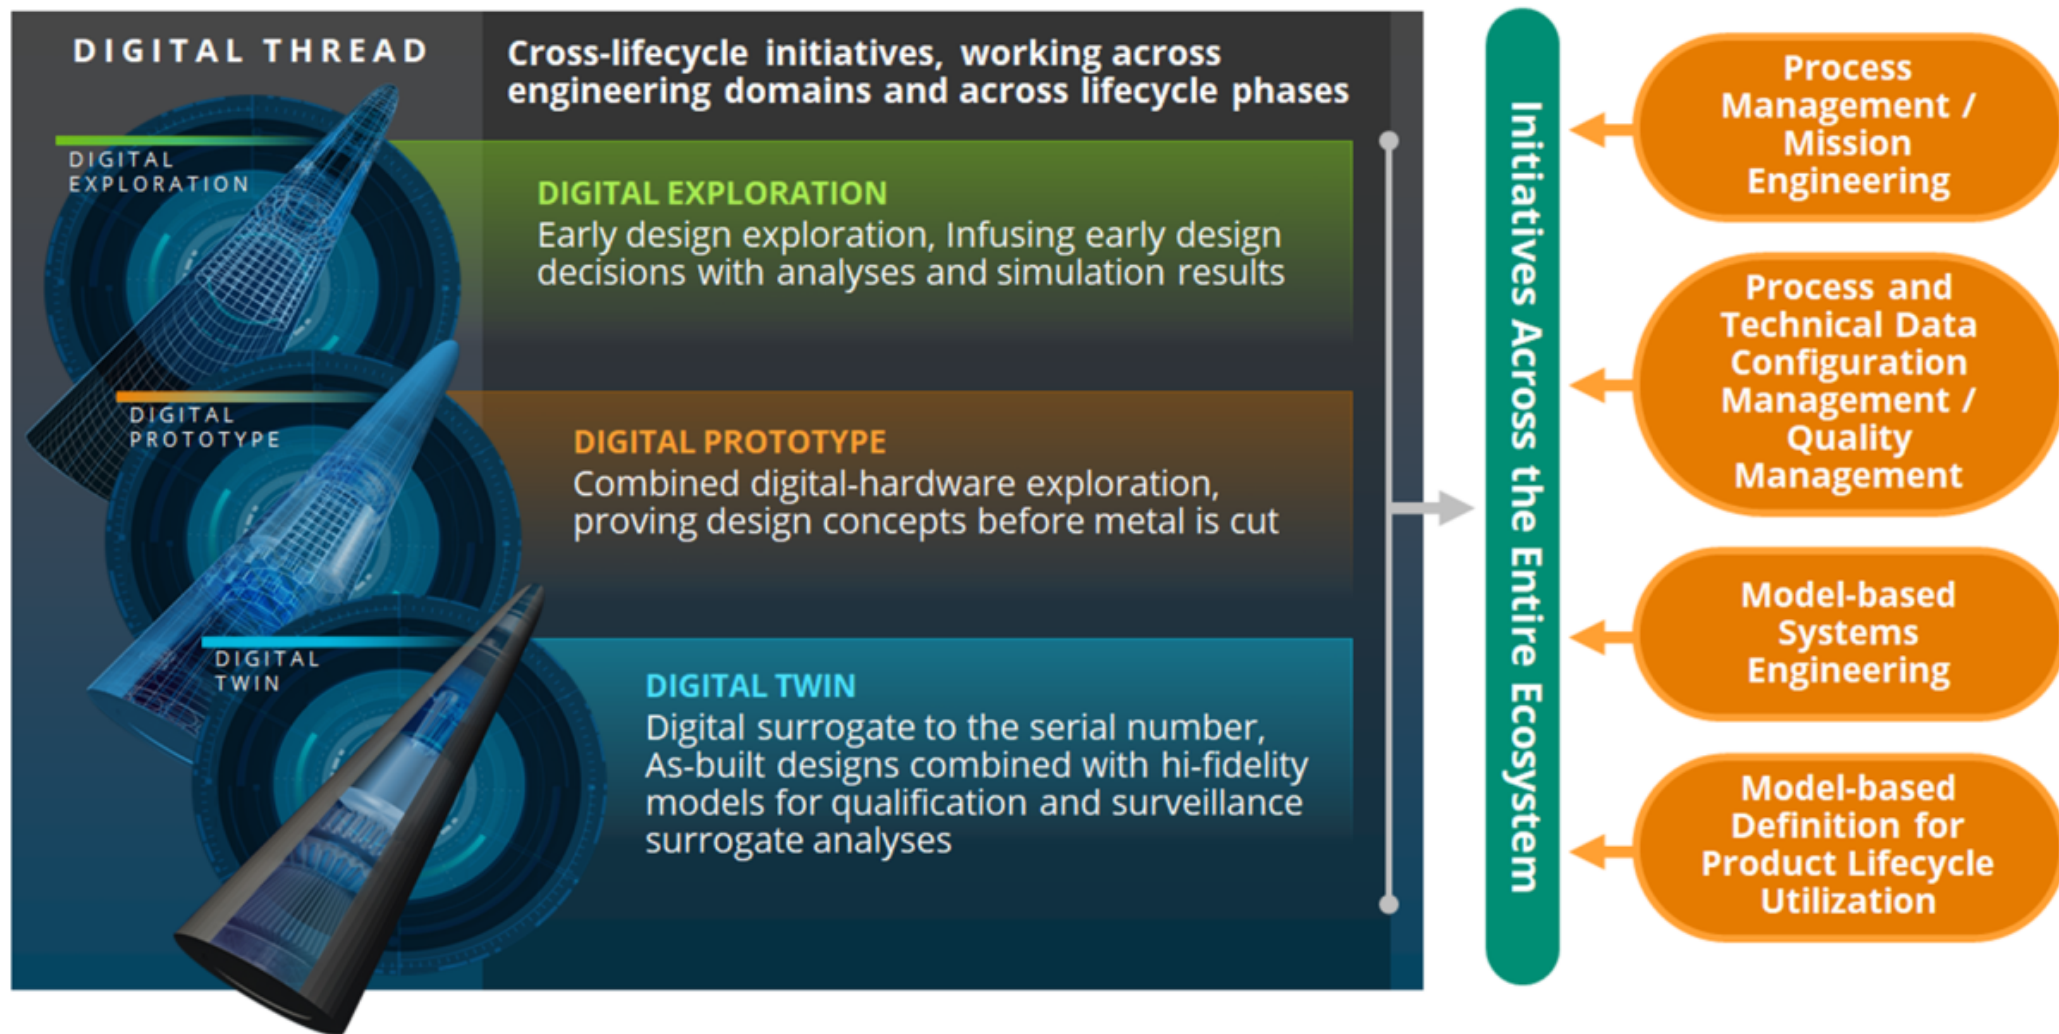 DIGITAL THREAD
Cross-lifecycle initiatives, working across
engineering domains and across lifecycle phases
DIGITAL
EXPLORATION
DIGITAL EXPLORATION
Early design exploration, Infusing early design
decisions with analyses and simulation results
DIGITAL
PROTOTYPE
DIGITAL PROTOTYPE
Combined digital-hardware exploration,
proving design concepts before metal is cut
DIGITAL
TWIN
DIGITAL TWIN
Digital surrogate to the serial number,
As-built designs combined with hi-fidelity
models for qualification and surveillance
surrogate analyses
Initiatives Across the Entire Ecosystem
Process
Management /
Mission
Engineering
Process and
Technical Data
Configuration
Management /
Quality
Management
Model-based
Systems
Engineering
Model-based
Definition for
Product Lifecycle
Utilization